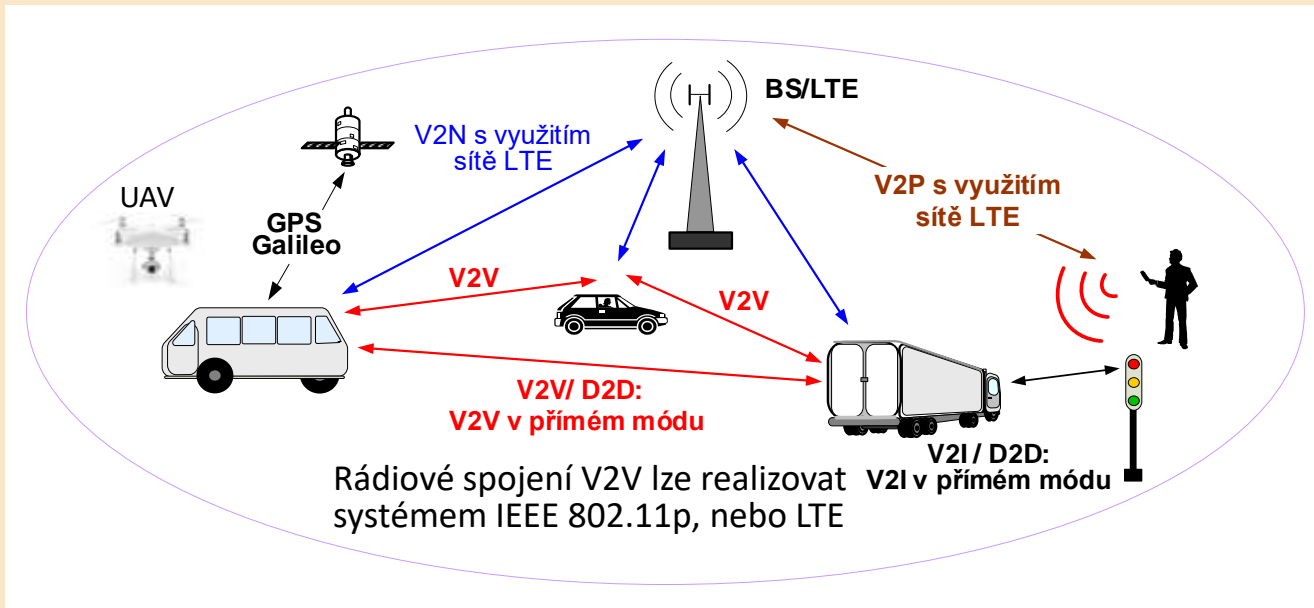 BS/LTE
V2N s využitím
sítě LTE
V2P s využitím
sítě LTE
UAV
GPS
Galileo
V2V
V2V
V2V/ D2D:
V2V v přímém módu
V2I / D2D:
V2I v přímém módu
Rádiové spojení V2V lze realizovat
systémem IEEE 802.11p, nebo LTE